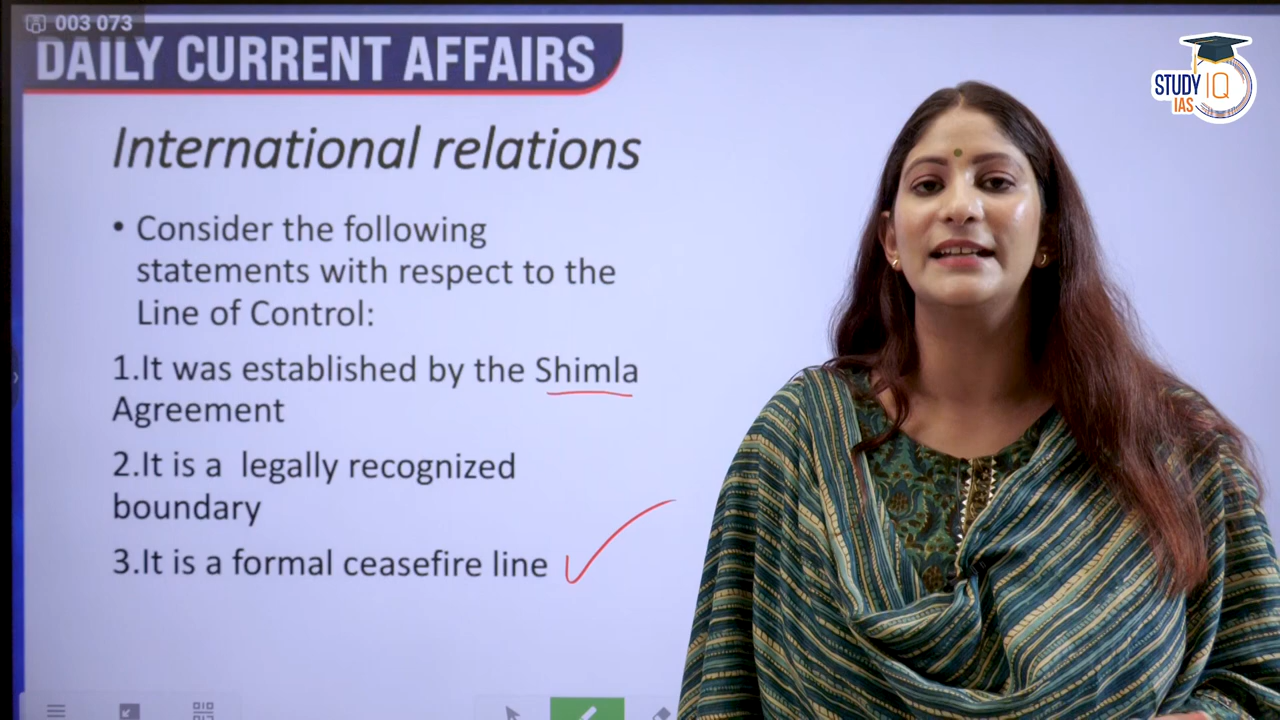 003 073
DAILY CURRENT AFFAIRS
STUDY IQ
IAS
International relations
• Consider the following
statements with respect to the
Line of Control:
1.It was established by the Shimla
Agreement
2.It is a legally recognized
boundary
3.It is a formal ceasefire line